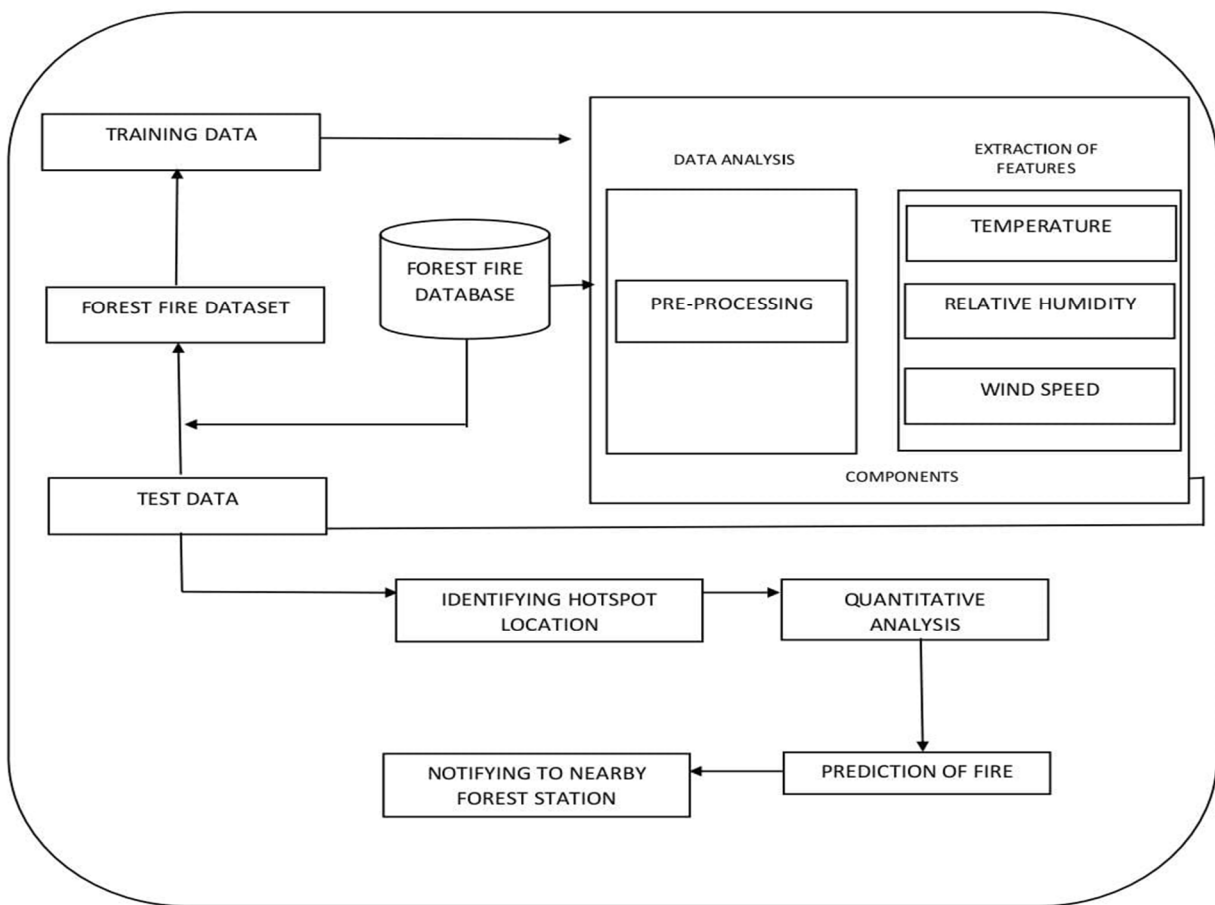 TRAINING DATA
DATA ANALYSIS
EXTRACTION OF
FEATURES
TEMPERATURE
FOREST FIRE
DATABASE
FOREST FIRE DATASET
PRE-PROCESSING
RELATIVE HUMIDITY
WIND SPEED
COMPONENTS
TEST DATA
IDENTIFYING HOTSPOT
LOCATION
QUANTITATIVE
ANALYSIS
NOTIFYING TO NEARBY
FOREST STATION
PREDICTION OF FIRE